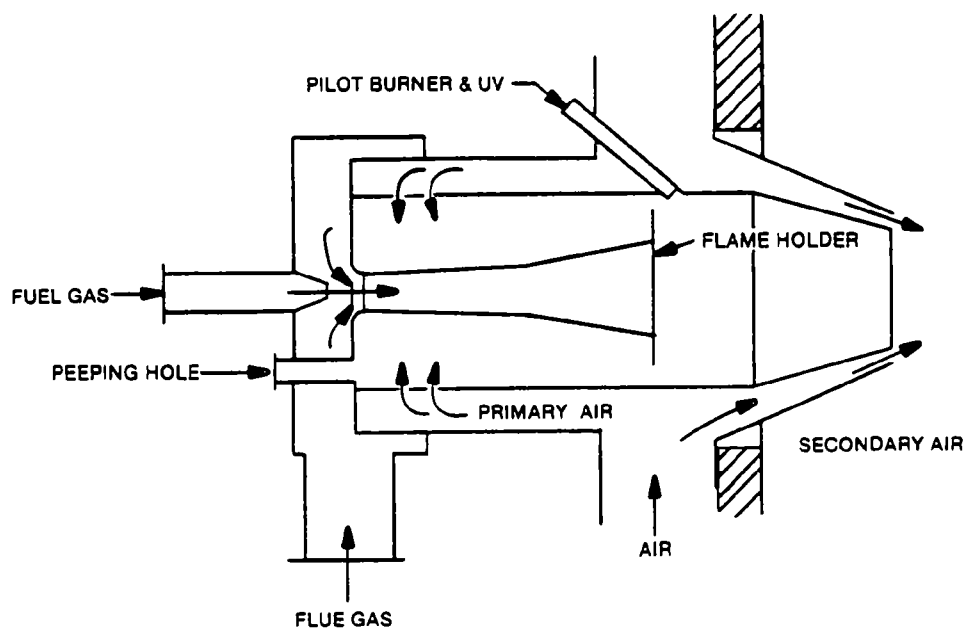 PILOT BURNER & UV
FLAME HOLDER
FUEL GAS
PEEPING HOLE
PRIMARY AIR
SECONDARY AIR
AIR
FLUE GAS